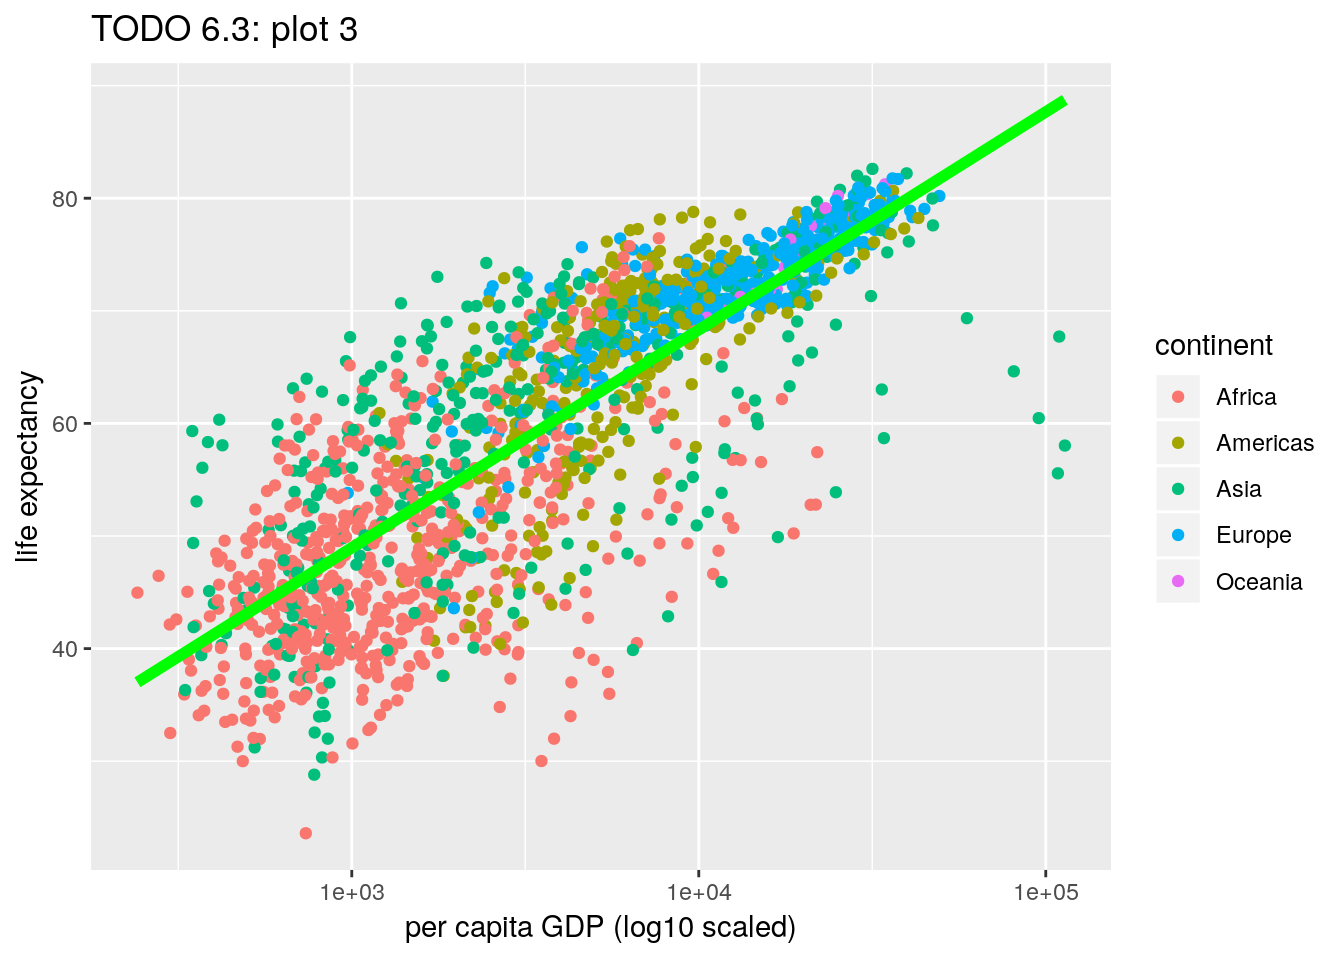 TODO 6.3: plot 3
life expectancy
80
60
40
1e+03
1e+04
1e+05
per capita GDP (log10 scaled)
continent
Africa
Americas
Asia
Europe
Oceania